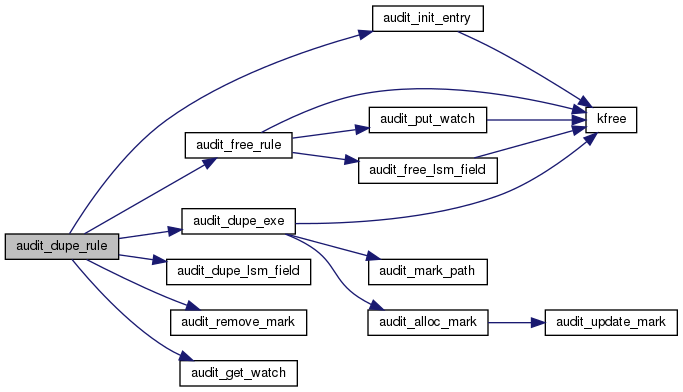 audit_init_entry
kfree
audit_put_watch
audit_free_rule
audit_free_lsm_field
audit_dupe_exe
audit_dupe_rule
audit_dupe_lsm_field
audit_mark_path
audit_remove_mark
audit_alloc_mark
audit_update_mark
audit_get_watch